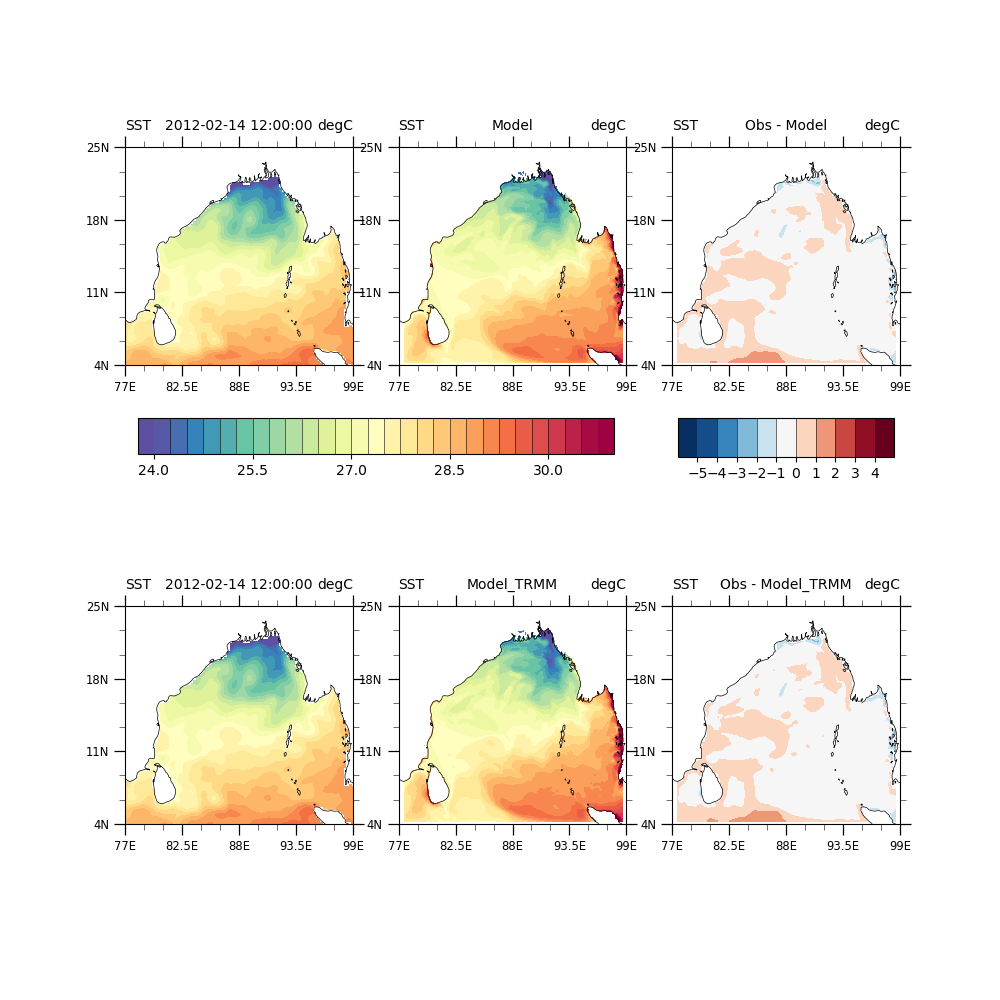 SST 2012-02-14 12:00:00 degC SST Model degC SST Obs - Model degC
25N 25N 25N
18N 18N 18N
11N 11N 11N
4N 4N 4N
77E 82.5E 88E 93.5E 99E 77E 82.5E 88E 93.5E 99E 77E 82.5E 88E 93.5E 99E
24.0 25.5 27.0 28.5 30.0 −5 −4 −3 −2 −1 0 1 2 3 4
SST 2012-02-14 12:00:00 degC SST Model_TRMM degC SST Obs - Model_TRMM degC
25N 25N 25N
18N 18N 18N
11N 11N 11N
4N 4N 4N
77E 82.5E 88E 93.5E 99E 77E 82.5E 88E 93.5E 99E 77E 82.5E 88E 93.5E 99E